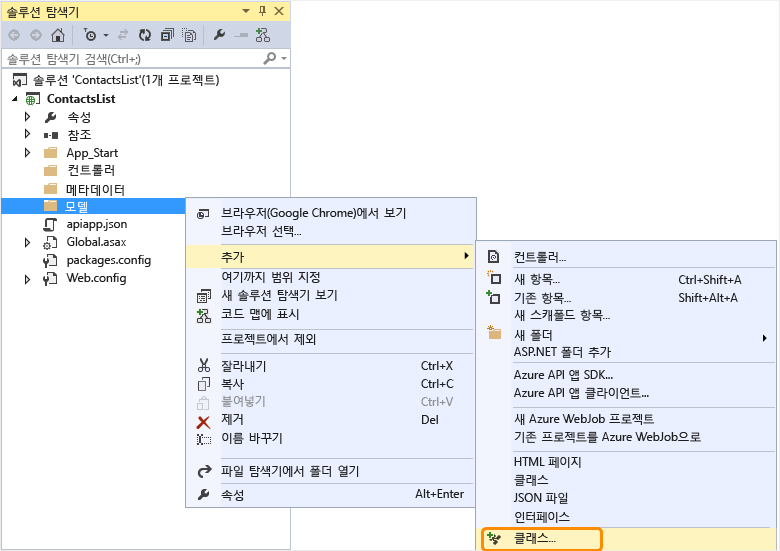 솔루션 탐색기
솔루션 탐색기 검색(Ctrl+;)
솔루션 'ContactsList'(1개 프로젝트)
ContactsList
속성
참조
App_Start
컨트롤러
메타데이터
모델
apiapp.json
Global.asax
packages.config
Web.config
브라우저(Google Chrome)에서 보기
브라우저 선택...
추가
여기까지 범위 지정
새 솔루션 탐색기 보기
코드 맵에 표시
프로젝트에서 제외
잘라내기 Ctrl+X
복사 Ctrl+C
붙여넣기 Ctrl+V
제거 Del
이름 바꾸기
파일 탐색기에서 폴더 열기
속성 Alt+Enter
컨트롤러...
새 항목... Ctrl+Shift+A
기존 항목... Shift+Alt+A
새 스캐폴드 항목...
새 폴더
ASP.NET 폴더 추가
Azure API 앱 SDK...
Azure API 앱 클라이언트...
새 Azure WebJob 프로젝트
기존 프로젝트를 Azure WebJob으로
HTML 페이지
클래스
JSON 파일
인터페이스
클래스...